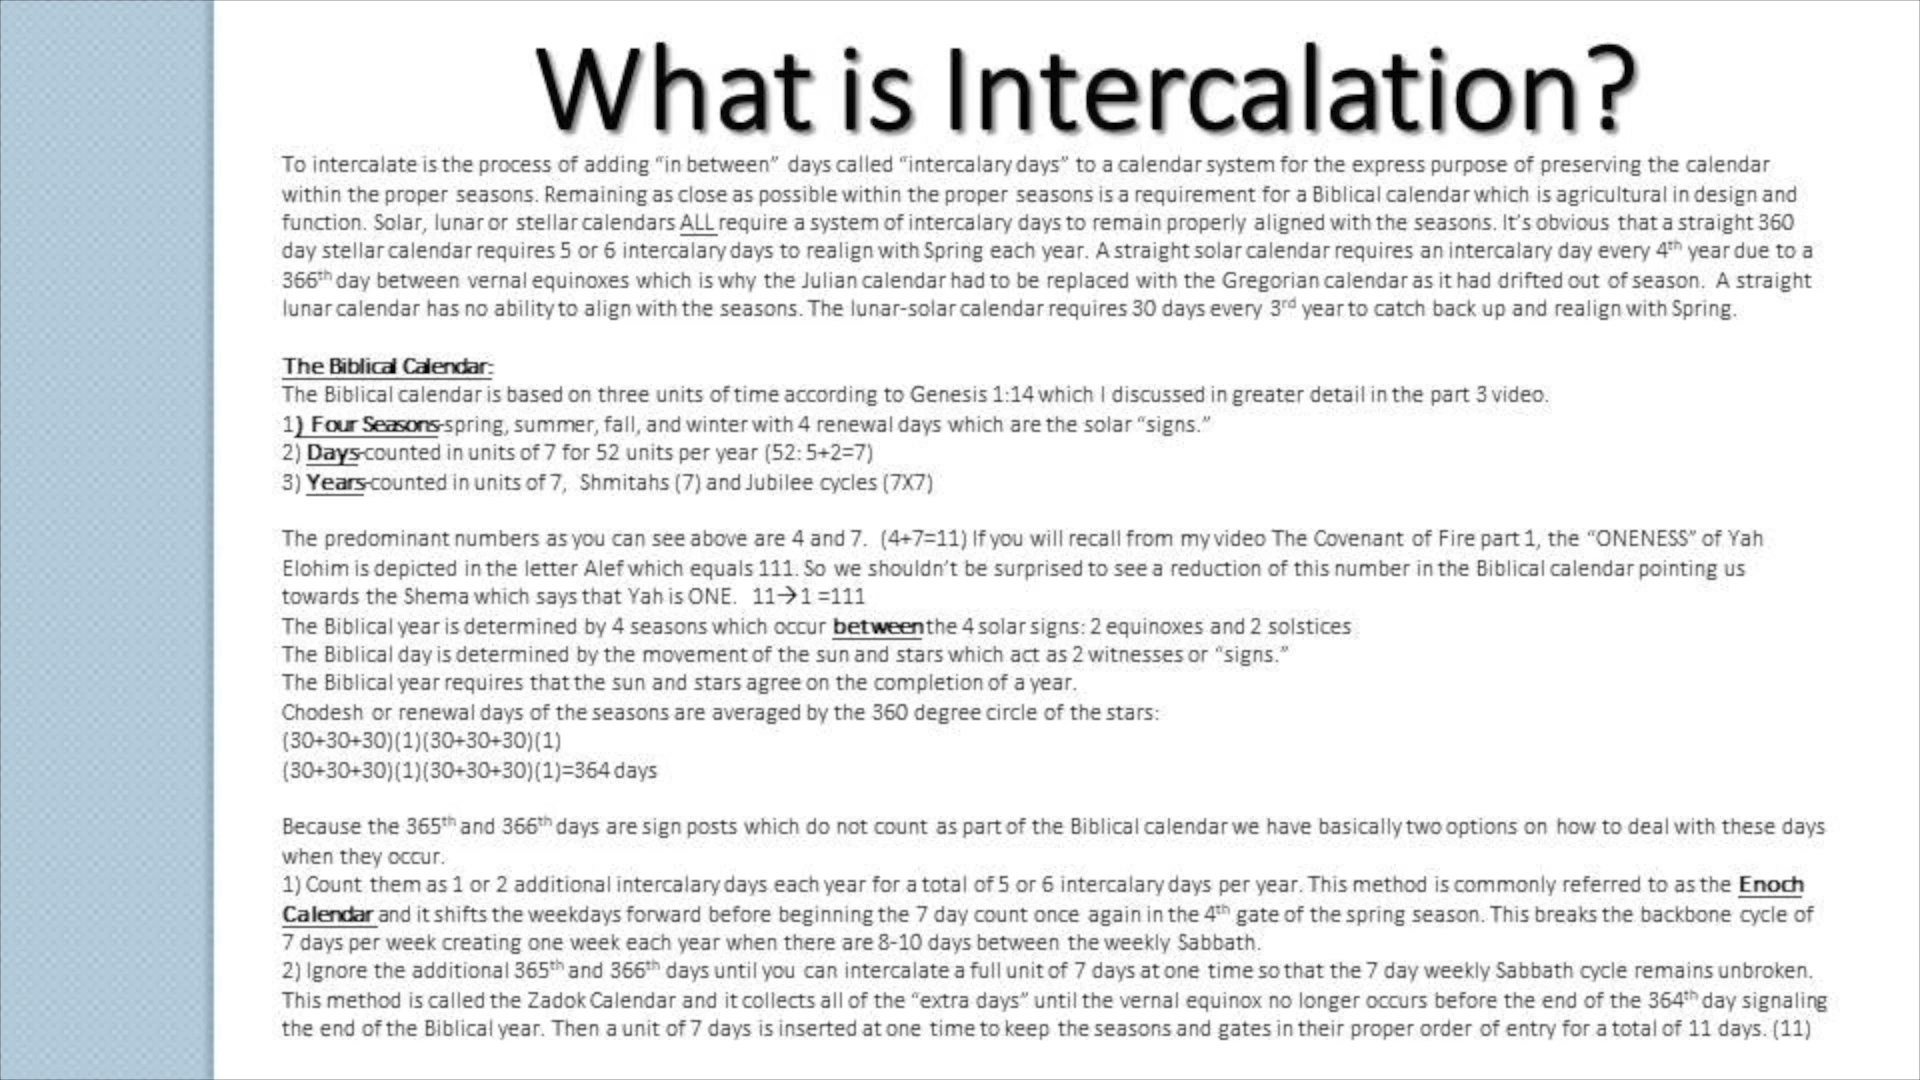 What is Intercalation?
To intercalate is the process of adding “in between” days called “intercalary days” to a calendar system for the express purpose of preserving the calendar
within the proper seasons. Remaining as close as possible within the proper seasons is a requirement for a Biblical calendar which is agricultural in design and
function. Solar, lunar or stellar calendars ALL require a system of intercalary days to remain properly aligned with the seasons. It’s obvious that a straight 360
day stellar calendar requires 5 or 6 intercalary days to realign with Spring each year. A straight solar calendar requires an intercalary day every 4th year due to a
366th day between vernal equinoxes which is why the Julian calendar had to be replaced with the Gregorian calendar as it had drifted out of season. A straight
lunar calendar has no ability to align with the seasons. The lunar-solar calendar requires 30 days every 3rd year to catch back up and realign with Spring.
The Biblical Calendar:
The Biblical calendar is based on three units of time according to Genesis 1:14 which I discussed in greater detail in the part 3 video.
1) Four Seasons-spring, summer, fall, and winter with 4 renewal days which are the solar “signs.”
2) Days-counted in units of 7 for 52 units per year (52: 5+2=7)
3) Years-counted in units of 7, Shmitahs (7) and Jubilee cycles (7X7)
The predominant numbers as you can see above are 4 and 7. (4+7=11) If you will recall from my video The Covenant of Fire part 1, the “ONENESS” of Yah
Elohim is depicted in the letter Alef which equals 111. So we shouldn’t be surprised to see a reduction of this number in the Biblical calendar pointing us
towards the Shema which says that Yah is ONE. 11→1 =111
The Biblical year is determined by 4 seasons which occur between the 4 solar signs: 2 equinoxes and 2 solstices
The Biblical day is determined by the movement of the sun and stars which act as 2 witnesses or “signs.”
The Biblical year requires that the sun and stars agree on the completion of a year.
Chodesh or renewal days of the seasons are averaged by the 360 degree circle of the stars:
(30+30+30)(1)(30+30+30)(1)
(30+30+30)(1)(30+30+30)(1)=364 days
Because the 365th and 366th days are sign posts which do not count as part of the Biblical calendar we have basically two options on how to deal with these days
when they occur.
1) Count them as 1 or 2 additional intercalary days each year for a total of 5 or 6 intercalary days per year. This method is commonly referred to as the Enoch
Calendar and it shifts the weekdays forward before beginning the 7 day count once again in the 4th gate of the spring season. This breaks the backbone cycle of
7 days per week creating one week each year when there are 8-10 days between the weekly Sabbath.
2) Ignore the additional 365th and 366th days until you can intercalate a full unit of 7 days at one time so that the 7 day weekly Sabbath cycle remains unbroken.
This method is called the Zadok Calendar and it collects all of the “extra days” until the vernal equinox no longer occurs before the end of the 364th day signaling
the end of the Biblical year. Then a unit of 7 days is inserted at one time to keep the seasons and gates in their proper order of entry for a total of 11 days. (11)